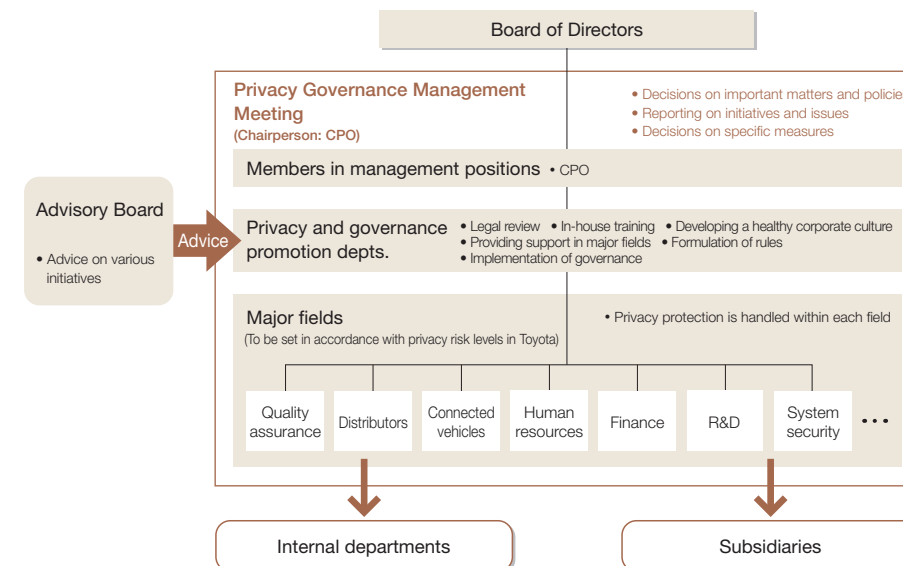 Board of Directors
Privacy Governance Management
Meeting
(Chairperson: CPO)
• Decisions on important matters and policie
• Reporting on initiatives and issues
• Decisions on specific measures
Members in management positions • CPO
Advisory Board
• Advice on various
initiatives
Advice
Privacy and governance
promotion depts.
• Legal review • In-house training • Developing a healthy corporate culture
• Providing support in major fields • Formulation of rules
• Implementation of governance
Major fields
(To be set in accordance with privacy risk levels in Toyota)
• Privacy protection is handled within each field
Quality
assurance
Distributors
Connected
vehicles
Human
resources
Finance
R&D
System
security
•••
Internal departments
Subsidiaries